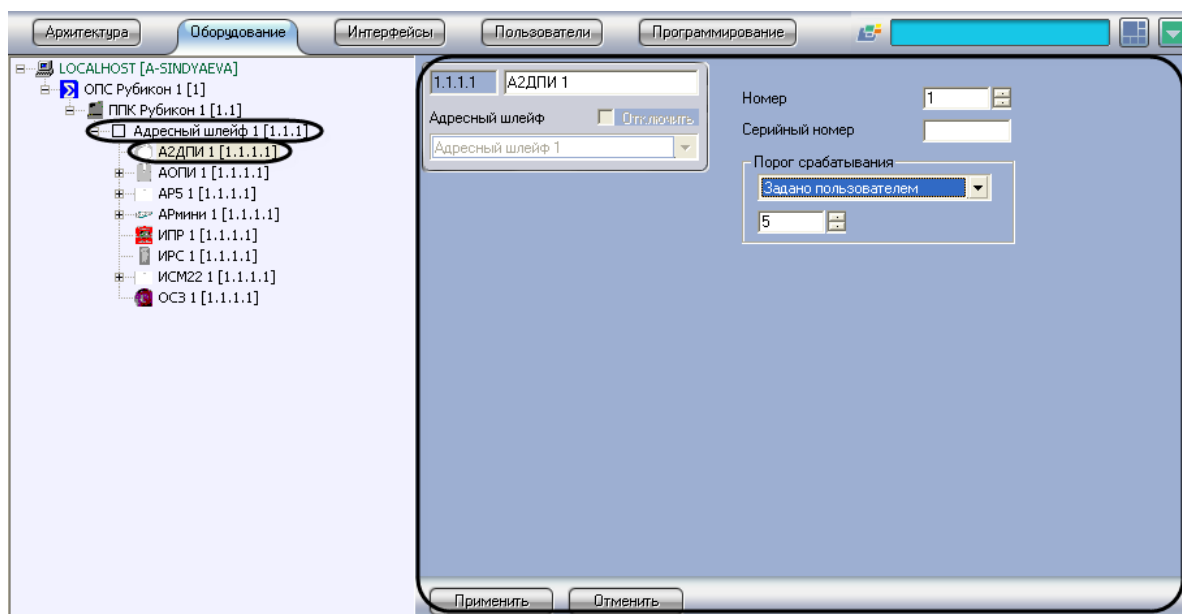 Архитектура Оборудование Интерфейсы Пользователи Программирование
LOCALHOST [A-SINDYAEVA]
ОПС Рубикон 1 [1]
ППК Рубикон 1 [1.1]
Адресный шлейф 1 [1.1.1]
А2ДПИ 1 [1.1.1.1]
АОПИ 1 [1.1.1.1]
АР5 1 [1.1.1.1]
АРмини 1 [1.1.1.1]
ИПР 1 [1.1.1.1]
ИРС 1 [1.1.1.1]
ИСМ22 1 [1.1.1.1]
ОСЗ 1 [1.1.1.1]
1.1.1.1 А2ДПИ 1
Адресный шлейф Отключить
Адресный шлейф 1
Номер 1
Серийный номер
Порог срабатывания
Задано пользователем
5
Применить Отменить